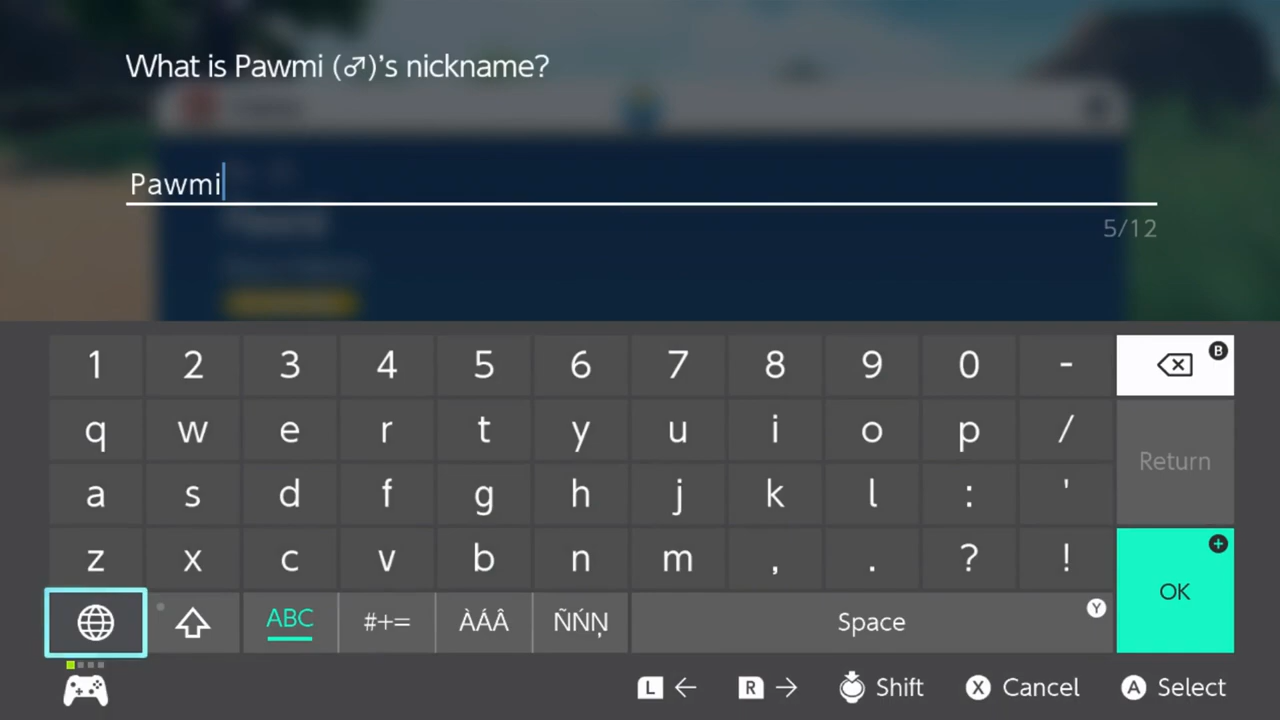 What is Pawmi (♂)'s nickname?
Pawmi
5/12
1 2 3 4 5 6 7 8 9 0 - B
q w e r t y u i o p /
Return
a s d f g h j k l : '
z x c v b n m , . ? ! +
OK
ABC #+= ÀÁÂ ÑŃŅ Space Y
L ← R → Shift X Cancel A Select